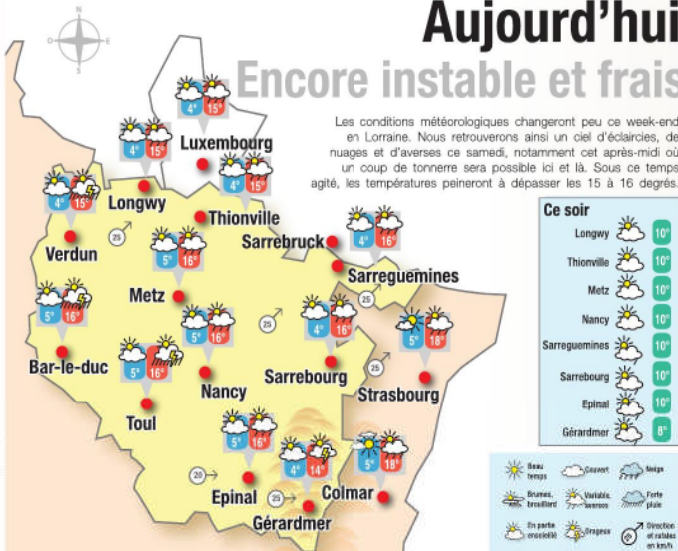 Aujourd'hui
Encore instable et frais
Les conditions météorologiques changeront peu ce week-end
en Lorraine. Nous retrouverons ainsi un ciel d'éclaircies, de
nuages et d'averses ce samedi, notamment cet après-midi où
un coup de tonnerre sera possible ici et là. Sous ce temps
agité, les températures peineront à dépasser les 15 à 16 degrés.
N
O E
S
4° 15°
Luxembourg
4° 15°
Longwy
4° 15°
Thionville
4° 15°
Verdun
25
4° 16°
Sarrebruck
Sarreguemines
25
5° 16°
Metz
5° 16°
Bar-le-duc
5° 16°
Nancy
25
4° 16°
Sarrebourg
5° 18°
Strasbourg
25
5° 16°
Toul
5° 16°
Epinal
20
4° 14°
Gérardmer
25
5° 18°
Colmar
Ce soir
Longwy 10°
Thionville 10°
Metz 10°
Nancy 10°
Sarreguemines 10°
Sarrebourg 10°
Epinal 10°
Gérardmer 8°
Beau
temps
Couvert
Neige
Brumes,
brouillard
Variable,
averses
Forte
pluie
En partie
ensoleillé
Orageux
Direction
et rafales
en km/h